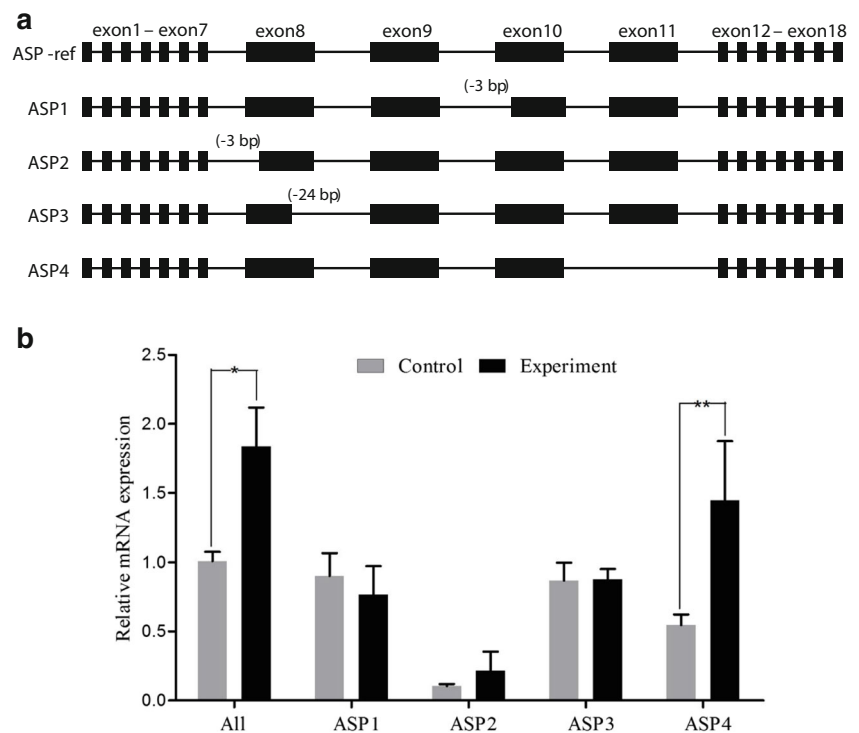 a
exon1 – exon7 exon8 exon9 exon10 exon11 exon12 – exon18
ASP -ref
(-3 bp)
ASP1
(-3 bp)
ASP2
(-24 bp)
ASP3
ASP4
b
2.5
2.0
1.5
1.0
0.5
0.0
Relative mRNA expression
Control Experiment
*
**
All ASP1 ASP2 ASP3 ASP4